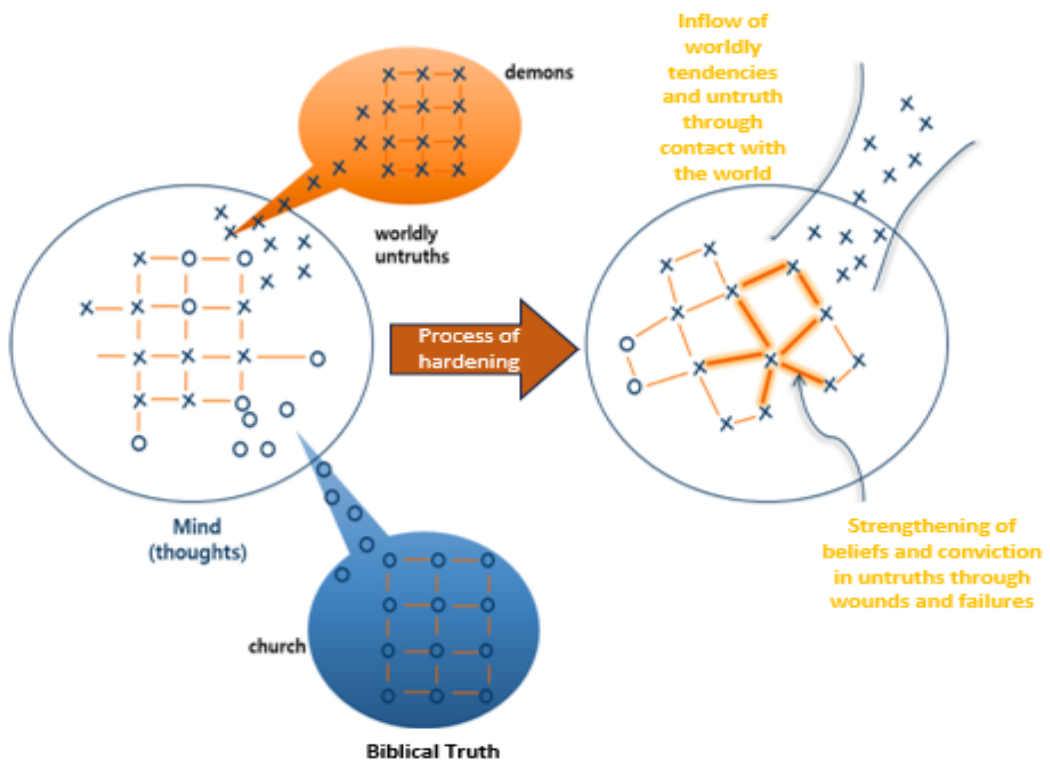 demons
worldly
untruths
Mind
(thoughts)
church
Biblical Truth
Process of
hardening
Inflow of
worldly
tendencies
and untruth
through
contact with
the world
Strengthening of
beliefs and conviction
in untruths through
wounds and failures